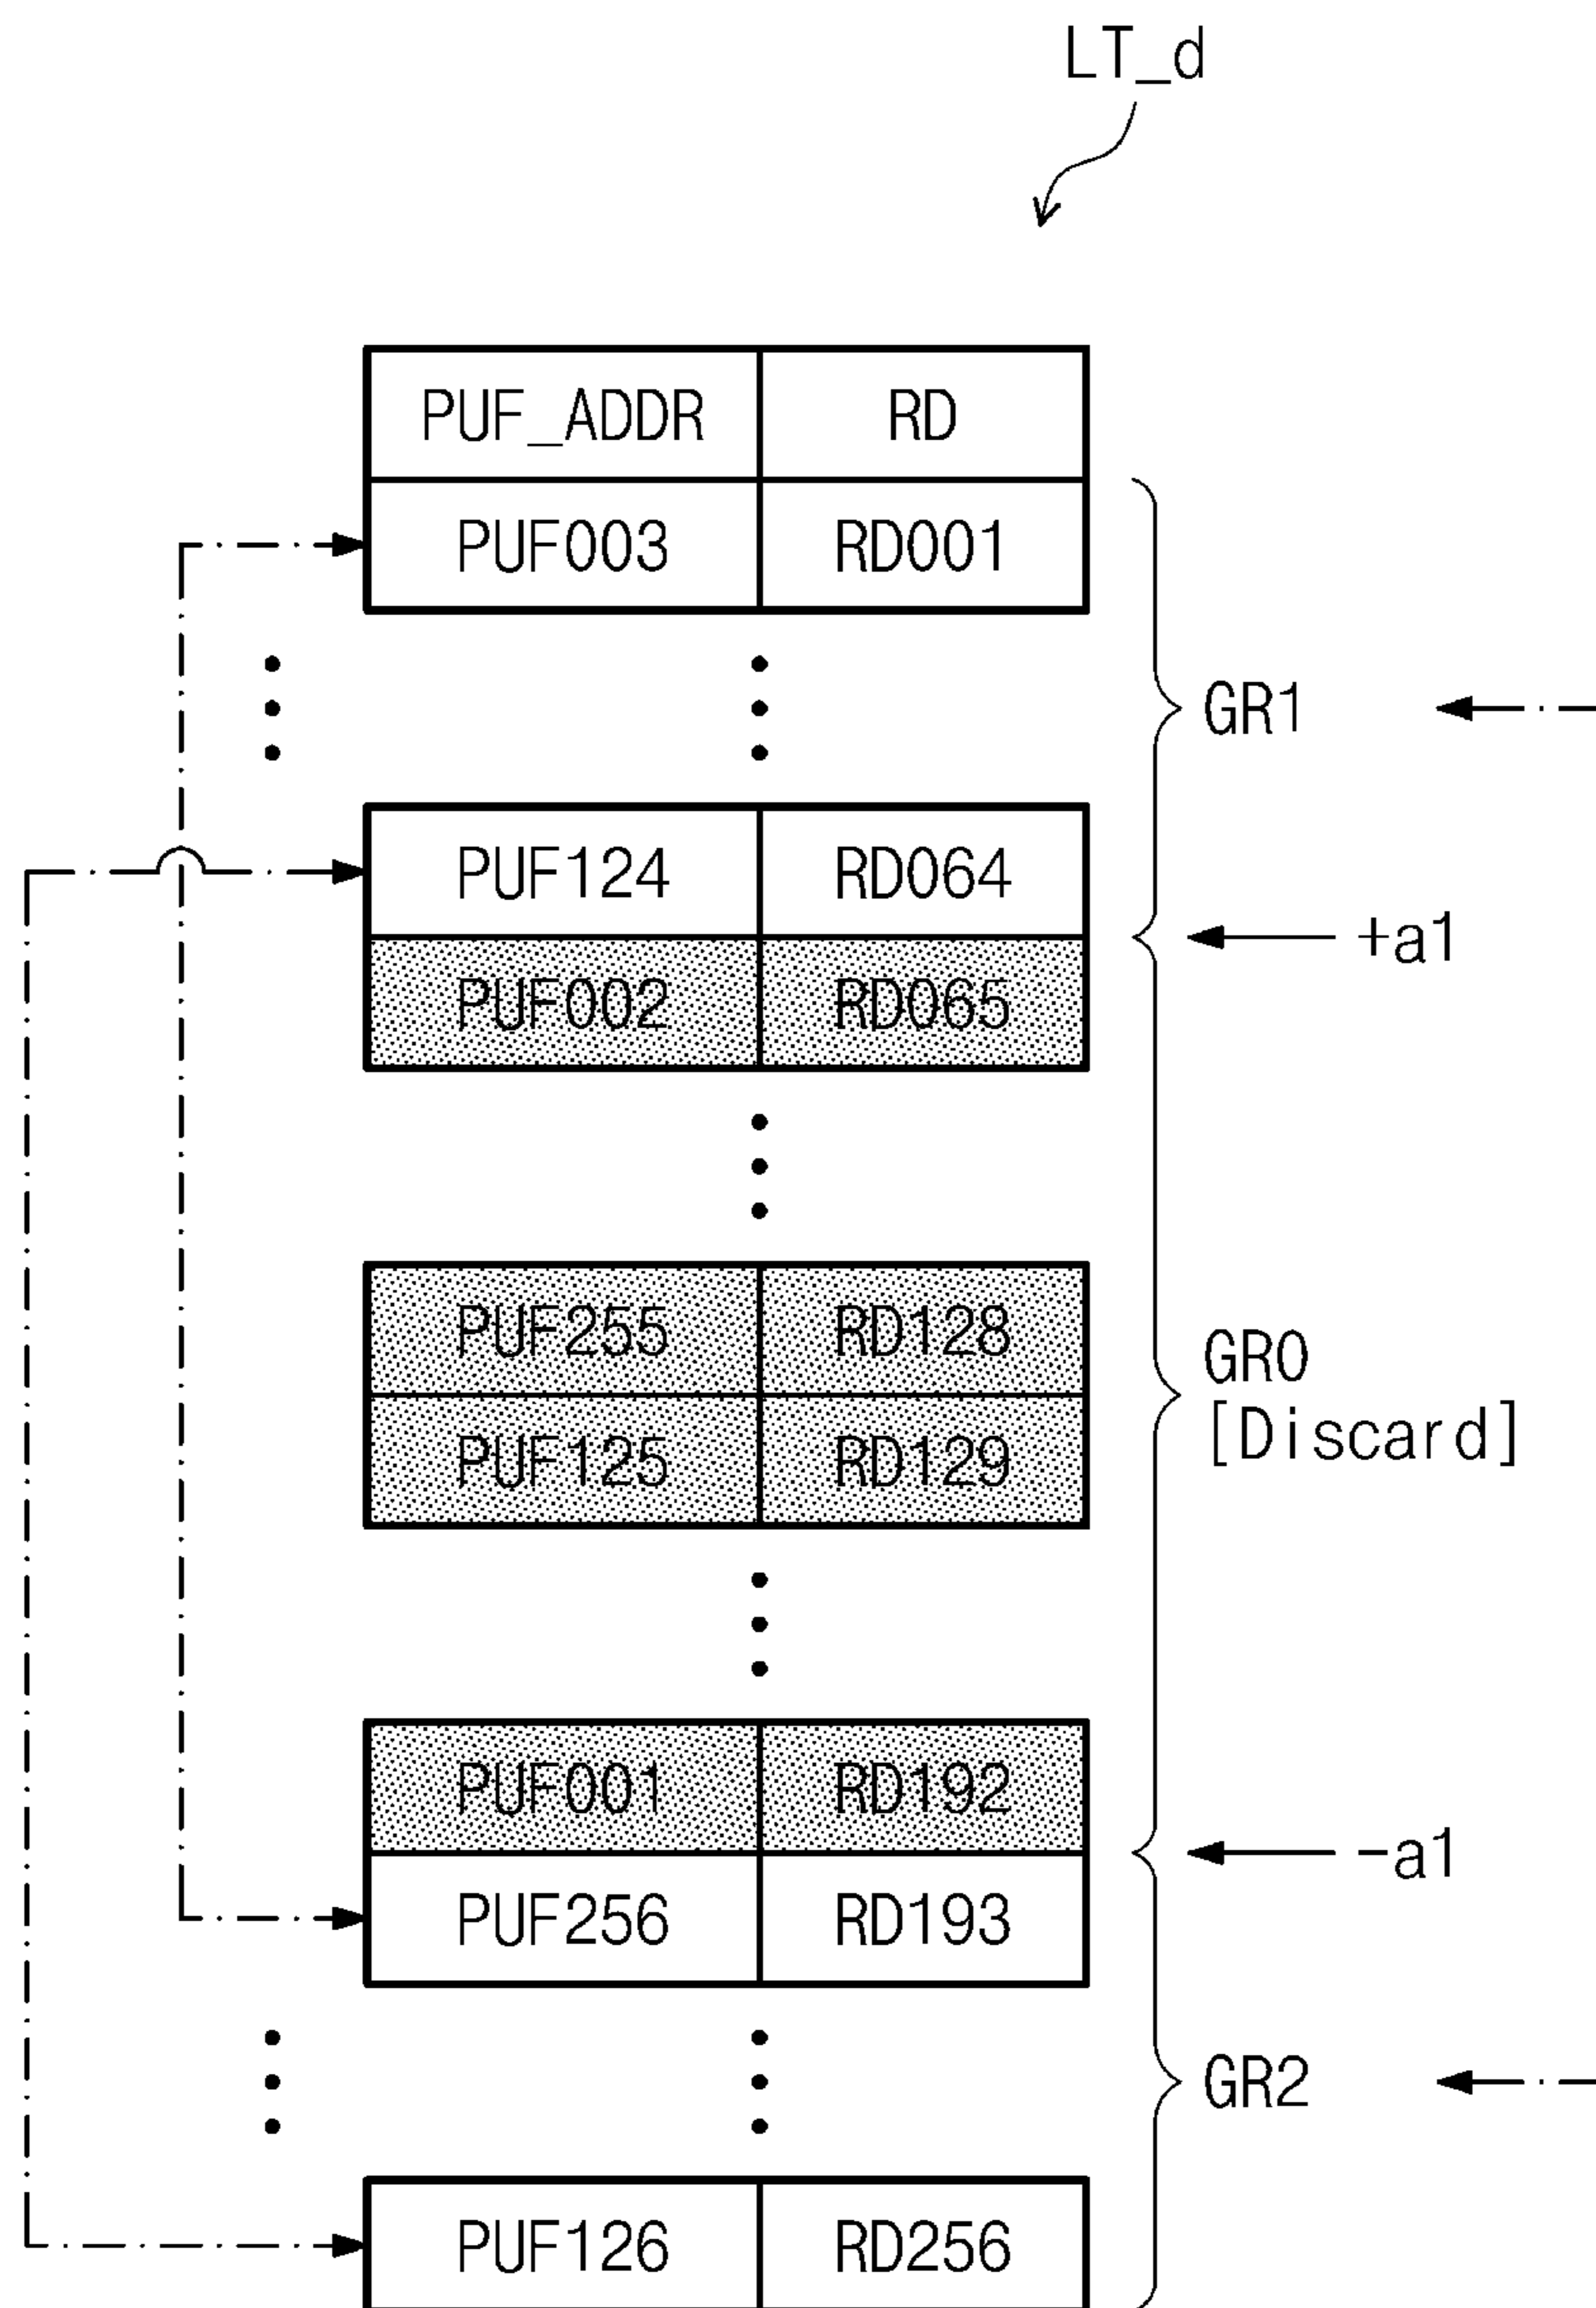 LT_d
PUF_ADDR RD
PUF003 RD001
GR1
PUF124 RD064
+a1
PUF002 RD065
PUF255 RD128
GR0
[Discard]
PUF125 RD129
PUF001 RD192
-a1
PUF256 RD193
GR2
PUF126 RD256